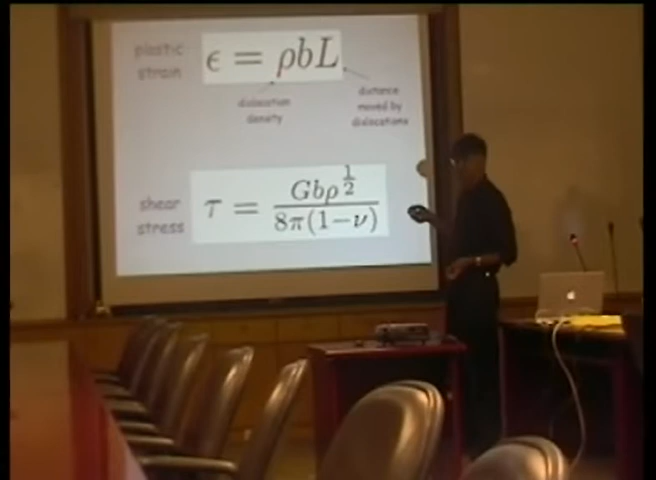 plastic
strain
ϵ = ρbL
dislocation
density
distance
moved by
dislocations
shear
stress
τ = Gbρ^{1/2} / 8π(1−ν)